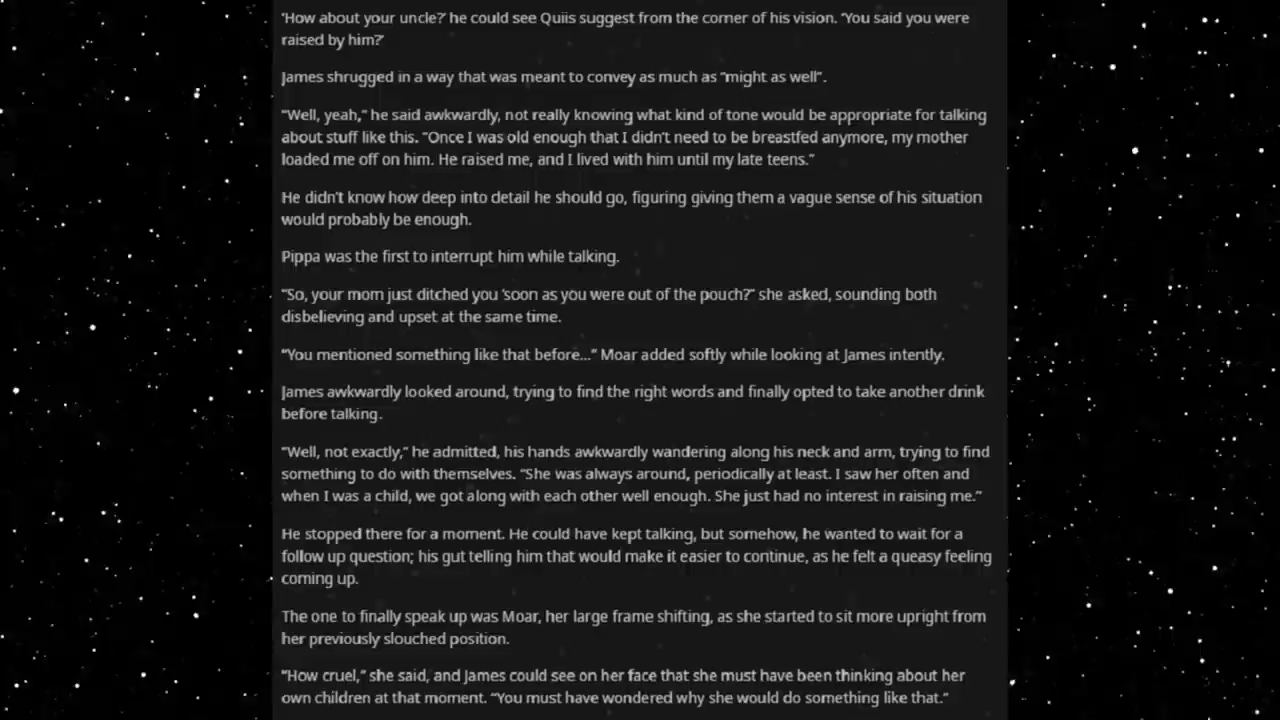 ‘How about your uncle?’ he could see Quiis suggest from the corner of his vision. ‘You said you were
raised by him?’
James shrugged in a way that was meant to convey as much as “might as well”.
“Well, yeah,” he said awkwardly, not really knowing what kind of tone would be appropriate for talking
about stuff like this. “Once I was old enough that I didn’t need to be breastfed anymore, my mother
loaded me off on him. He raised me, and I lived with him until my late teens.”
He didn’t know how deep into detail he should go, figuring giving them a vague sense of his situation
would probably be enough.
Pippa was the first to interrupt him while talking.
“So, your mom just ditched you ’soon as you were out of the pouch?” she asked, sounding both
disbelieving and upset at the same time.
“You mentioned something like that before...” Moar added softly while looking at James intently.
James awkwardly looked around, trying to find the right words and finally opted to take another drink
before talking.
“Well, not exactly,” he admitted, his hands awkwardly wandering along his neck and arm, trying to find
something to do with themselves. “She was always around, periodically at least. I saw her often and
when I was a child, we got along with each other well enough. She just had no interest in raising me.”
He stopped there for a moment. He could have kept talking, but somehow, he wanted to wait for a
follow up question; his gut telling him that would make it easier to continue, as he felt a queasy feeling
coming up.
The one to finally speak up was Moar, her large frame shifting, as she started to sit more upright from
her previously slouched position.
“How cruel,” she said, and James could see on her face that she must have been thinking about her
own children at that moment. “You must have wondered why she would do something like that.”